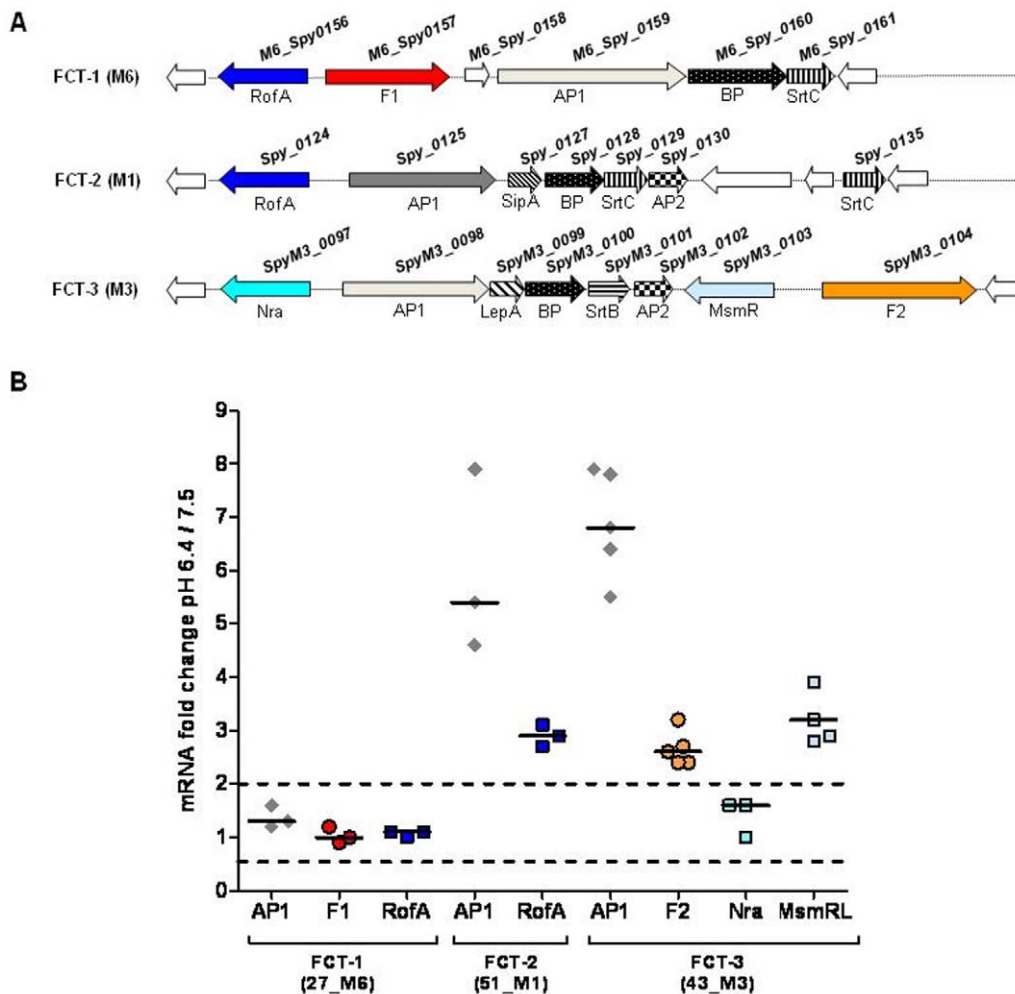 A
M6_Spy0156 M6_Spy0157 M6_Spy_0158 M6_Spy_0159 M6_Spy_0160 M6_Spy_0161
FCT-1 (M6)
RofA F1 AP1 BP SrtC
Spy_0124 Spy_0125 Spy_0127 Spy_0128 Spy_0129 Spy_0130 Spy_0135
FCT-2 (M1)
RofA AP1 SipA BP SrtC AP2 SrtC
SpyM3_0097 SpyM3_0098 SpyM3_0099 SpyM3_0100 SpyM3_0101 SpyM3_0102 SpyM3_0103 SpyM3_0104
FCT-3 (M3)
Nra AP1 LepA BP SrtB AP2 MsmR F2
B
mRNA fold change pH 6.4 / 7.5
9
8
7
6
5
4
3
2
1
0
AP1 F1 RofA AP1 RofA AP1 F2 Nra MsmRL
FCT-1 FCT-2 FCT-3
(27_M6) (51_M1) (43_M3)